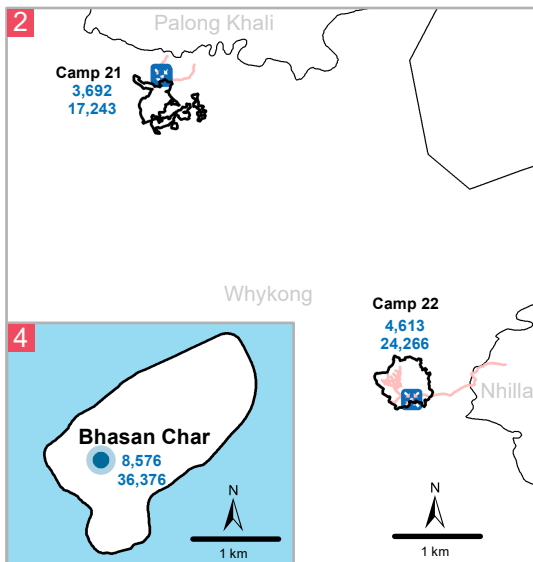 2
Palong Khali
Camp 21
3,692
17,243
Whykong
Camp 22
4,613
24,266
Nhilla
4
Bhasan Char
8,576
36,376
N
1 km
N
1 km